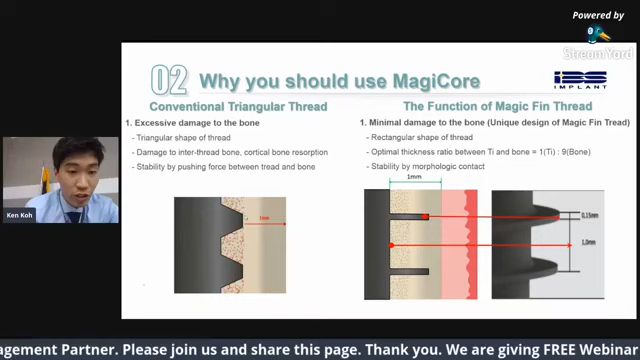 Powered by
StreamYard
02 Why you should use MagiCore
IBS
IMPLANT
Conventional Triangular Thread
1. Excessive damage to the bone
- Triangular shape of thread
- Damage to inter-thread bone, cortical bone resorption
- Stability by pushing force between tread and bone
1mm
The Function of Magic Fin Thread
1. Minimal damage to the bone (Unique design of Magic Fin Tread)
- Rectangular shape of thread
- Optimal thickness ratio between Ti and bone = 1(Ti) : 9(Bone)
- Stability by morphologic contact
1mm
0,15mm
1,0mm
Ken Koh
agement Partner. Please join us and share this page. Thank you. We are giving FREE Webinar